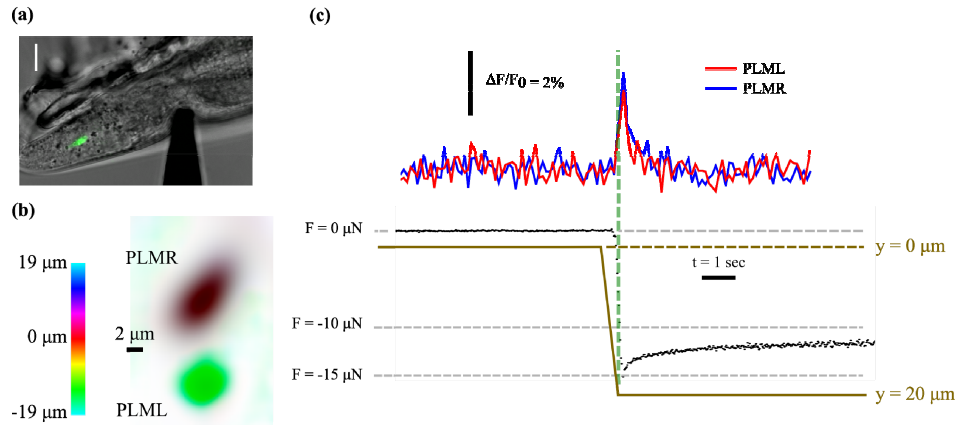 (a)
(c)
ΔF/F0 = 2%
PLML
PLMR
(b)
19 μm
0 μm
-19 μm
PLMR
2 μm
PLML
F = 0 μN
y = 0 μm
t = 1 sec
F = -10 μN
F = -15 μN
y = 20 μm